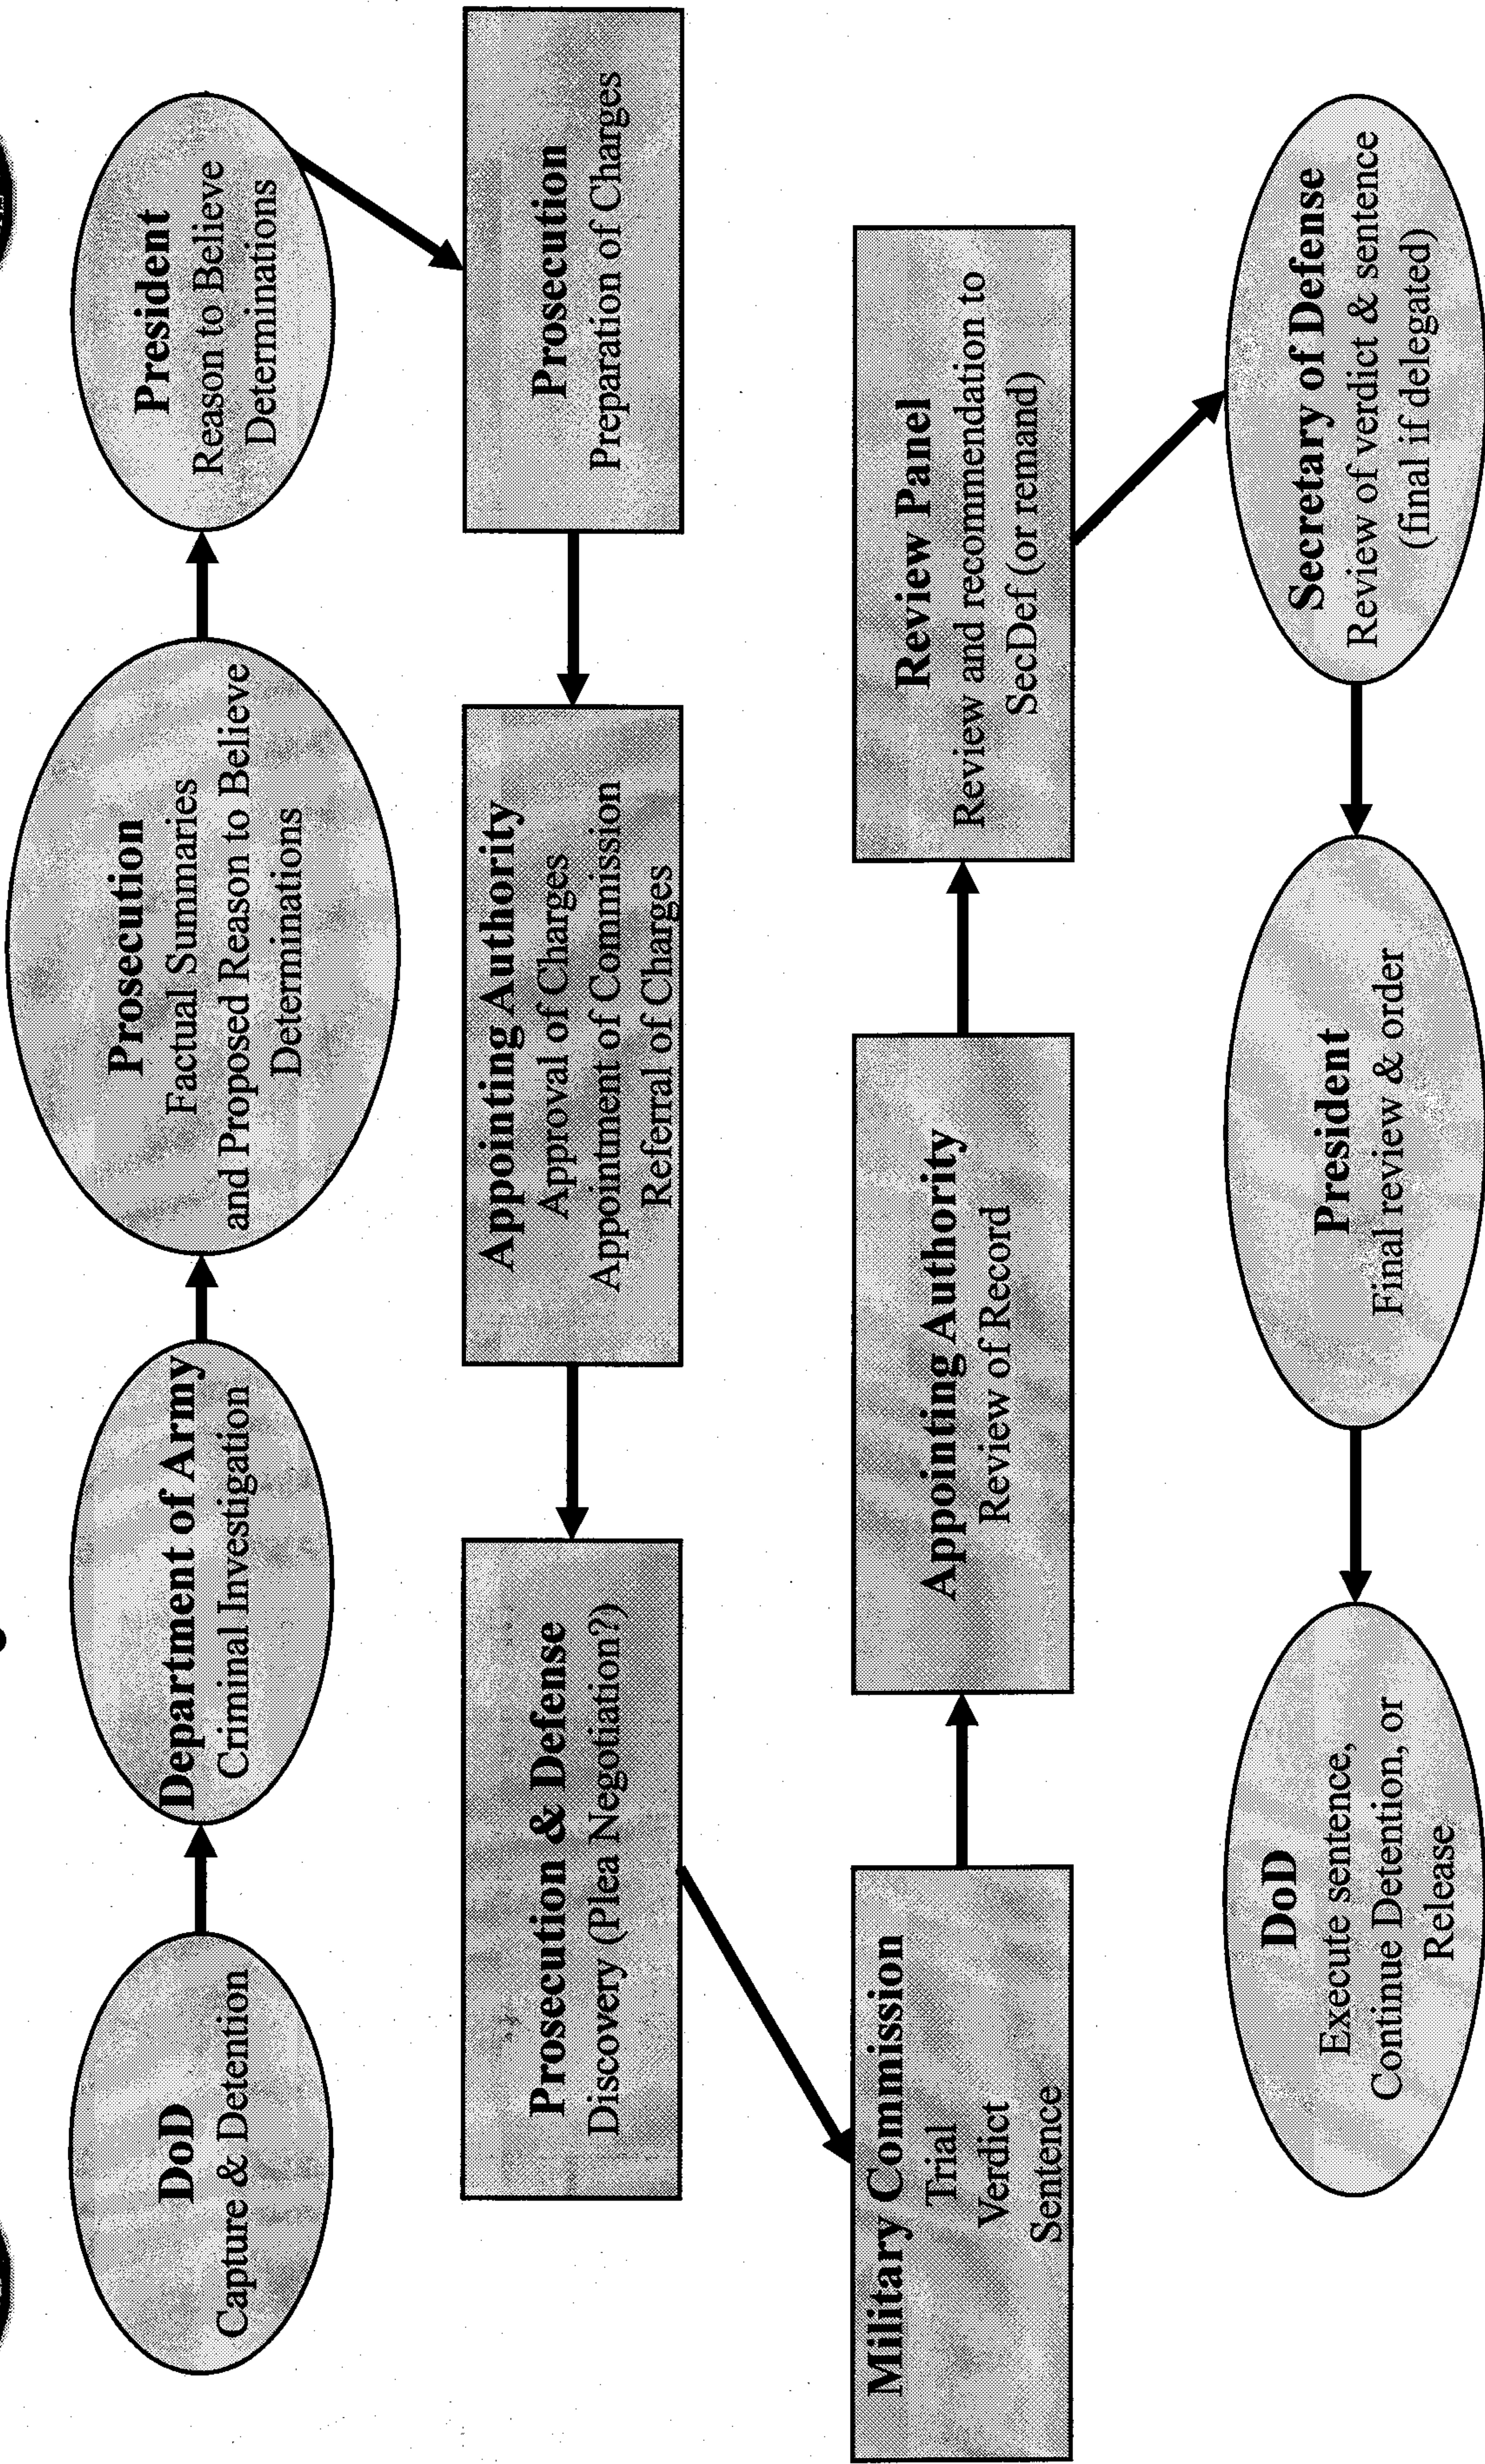 DoD
Capture & Detention
Department of Army
Criminal Investigation
Prosecution
Factual Summaries
and Proposed Reason to Believe
Determinations
President
Reason to Believe
Determinations
Prosecution
Preparation of Charges
Appointing Authority
Approval of Charges
Appointment of Commission
Referral of Charges
Prosecution & Defense
Discovery (Plea Negotiation?)
Military Commission
Trial
Verdict
Sentence
Appointing Authority
Review of Record
Review Panel
Review and recommendation to
SecDef (or remand)
Secretary of Defense
Review of verdict & sentence
(final if delegated)
President
Final review & order
DoD
Execute sentence,
Continue Detention, or
Release